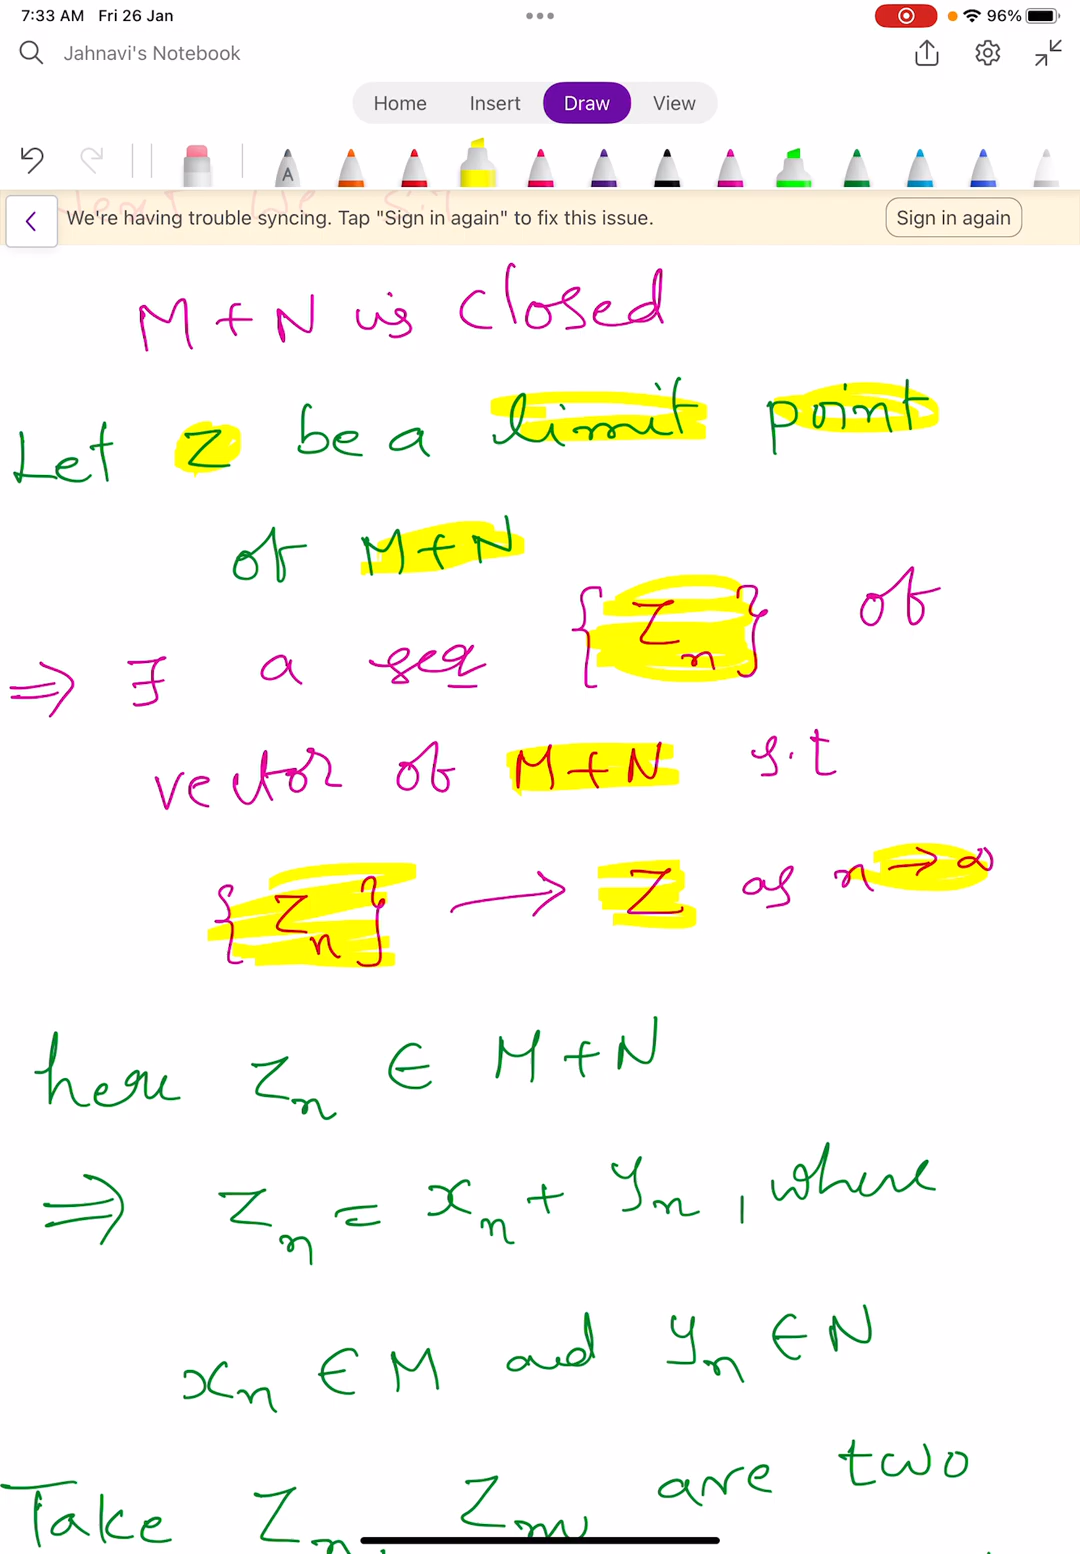 7:33 AM Fri 26 Jan
96%
Jahnavi's Notebook
Home Insert Draw View
A
We're having trouble syncing. Tap "Sign in again" to fix this issue.
Sign in again
M + N is closed
Let Z be a limit point
of M + N
⇒ ∃ a seq {Zn} of
vector of M + N s.t
{Zn} → Z as n → ∞
here Zn ∈ M + N
⇒ Zn = xn + yn, where
xn ∈ M and yn ∈ N
Take Zn, Zm are two